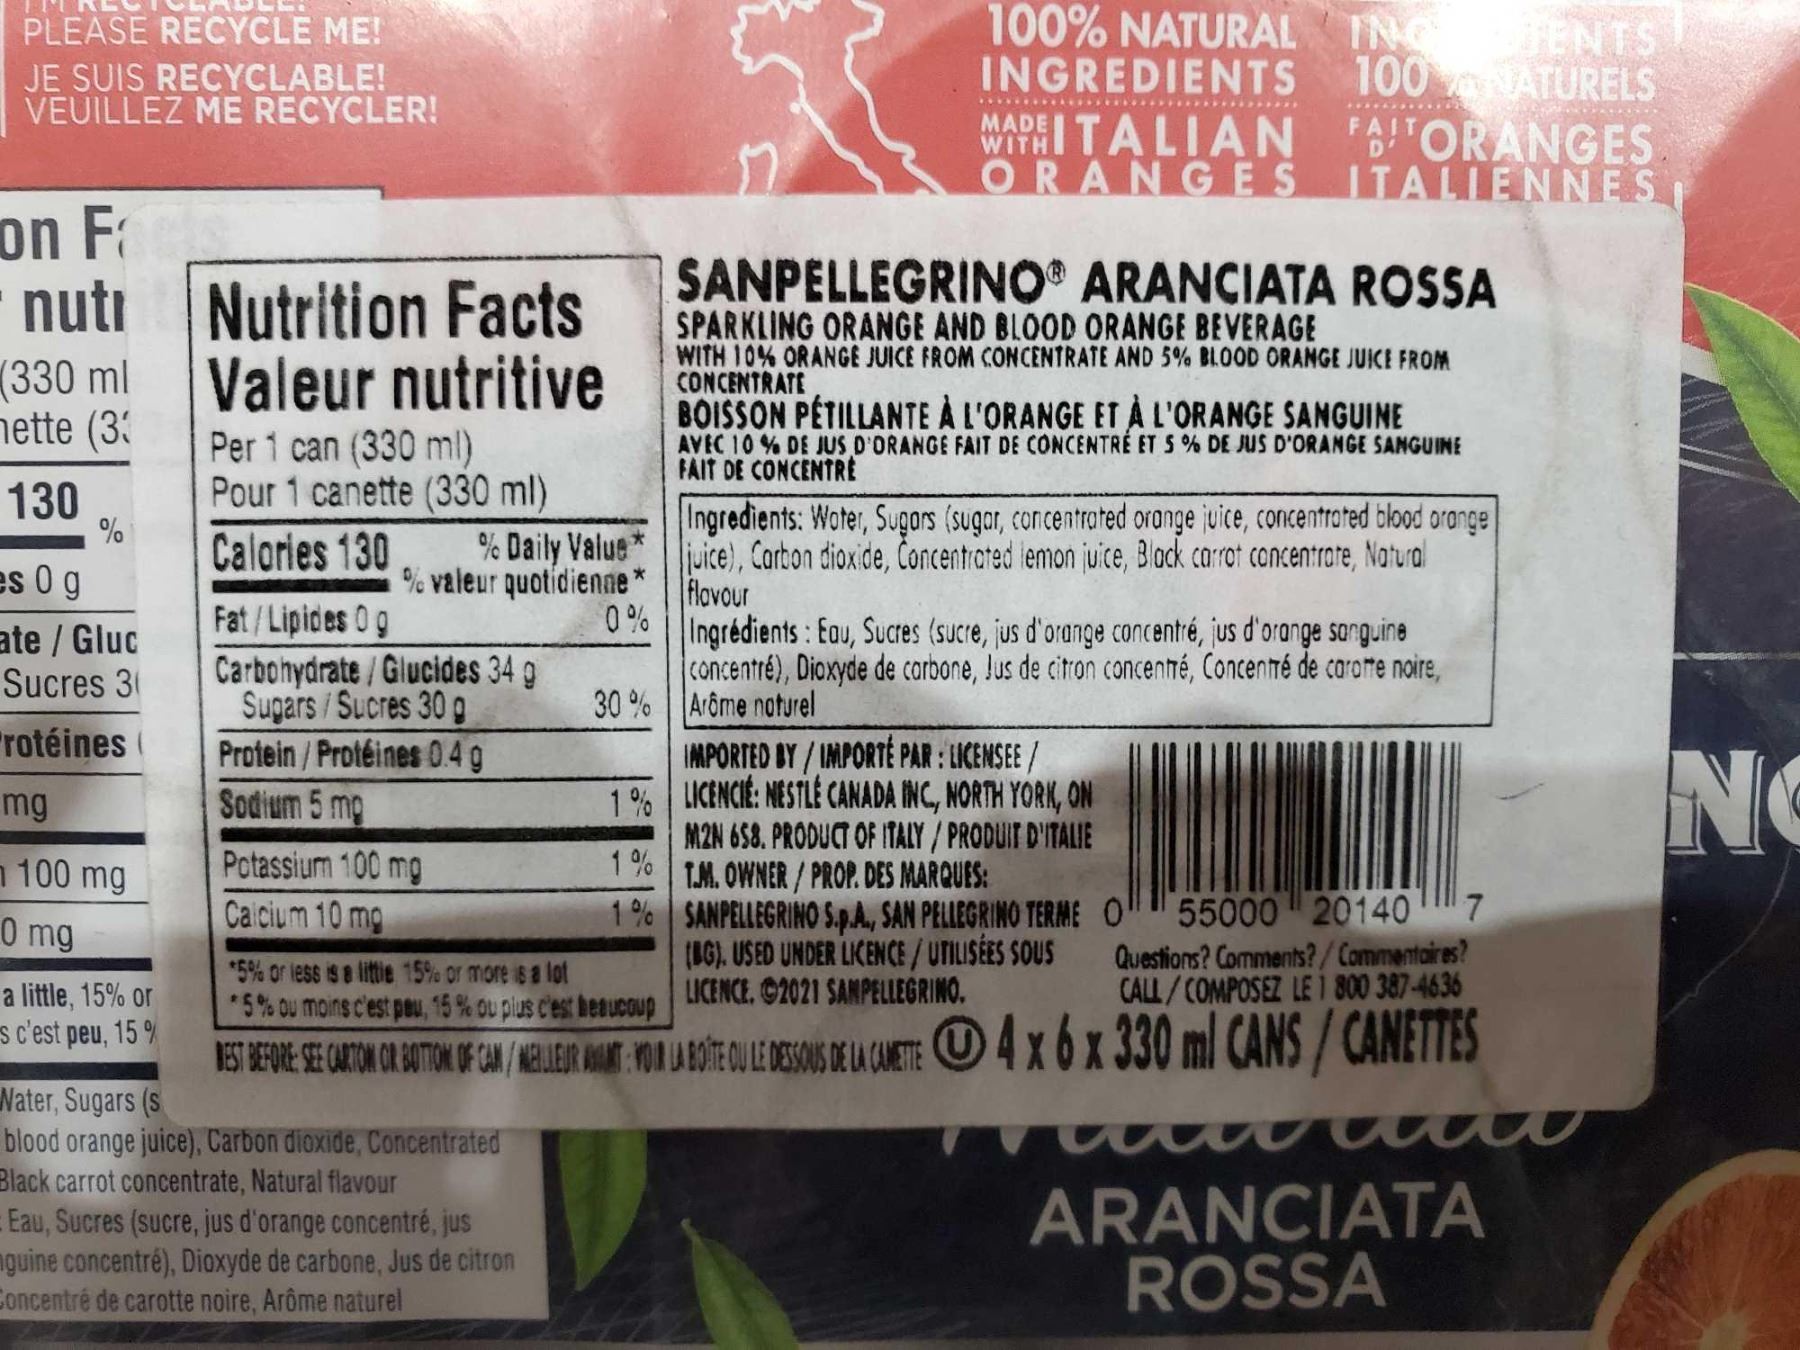 PLEASE RECYCLE ME!
JE SUIS RECYCLABLE!
VEUILLEZ ME RECYCLER!
100% NATURAL
INGREDIENTS
MADE WITH ITALIAN
ORANGES
100 % NATURELS
FAIT D' ORANGES
ITALIENNES
on
nutr
(330 ml
nette (33
130
%
es 0 g
ate / Gluc
Sucres 30
Protéines
mg
100 mg
0 mg
a little, 15% or
s c'est peu, 15 %
Nutrition Facts
Valeur nutritive
Per 1 can (330 ml)
Pour 1 canette (330 ml)
Calories 130 % Daily Value*
% valeur quotidienne*
Fat / Lipides 0 g 0 %
Carbohydrate / Glucides 34 g
Sugars / Sucres 30 g 30 %
Protein / Protéines 0.4 g
Sodium 5 mg 1 %
Potassium 100 mg 1 %
Calcium 10 mg 1 %
*5% or less is a little 15% or more is a lot
*5 % ou moins c'est peu, 15 % ou plus c'est beaucoup
SANPELLEGRINO® ARANCIATA ROSSA
SPARKLING ORANGE AND BLOOD ORANGE BEVERAGE
WITH 10% ORANGE JUICE FROM CONCENTRATE AND 5% BLOOD ORANGE JUICE FROM
CONCENTRATE
BOISSON PÉTILLANTE À L'ORANGE ET À L'ORANGE SANGUINE
AVEC 10 % DE JUS D'ORANGE FAIT DE CONCENTRÉ ET 5 % DE JUS D'ORANGE SANGUINE
FAIT DE CONCENTRÉ
Ingredients: Water, Sugars (sugar, concentrated orange juice, concentrated blood orange
juice), Carbon dioxide, Concentrated lemon juice, Black carrot concentrate, Natural
flavour
Ingrédients : Eau, Sucres (sucre, jus d'orange concentré, jus d'orange sanguine
concentré), Dioxyde de carbone, Jus de citron concentré, Concentré de carotte noire,
Arôme naturel
IMPORTED BY / IMPORTÉ PAR : LICENSEE /
LICENCIÉ: NESTLÉ CANADA INC., NORTH YORK, ON
M2N 6S8. PRODUCT OF ITALY / PRODUIT D'ITALIE
T.M. OWNER / PROP. DES MARQUES:
SANPELLEGRINO S.p.A., SAN PELLEGRINO TERME
(BG). USED UNDER LICENCE / UTILISÉES SOUS
LICENCE. ©2021 SANPELLEGRINO.
0 55000 20140 7
Questions? Comments? / Commentaires?
CALL / COMPOSEZ LE 1 800 387-4636
BEST BEFORE: SEE CARTON OR BOTTOM OF CAN / MEILLEUR AVANT : VOIR LA BOÎTE OU LE DESSOUS DE LA CANETTE
U 4 x 6 x 330 ml CANS / CANETTES
Water, Sugars (s
blood orange juice), Carbon dioxide, Concentrated
Black carrot concentrate, Natural flavour
: Eau, Sucres (sucre, jus d'orange concentré, jus
nguine concentré), Dioxyde de carbone, Jus de citron
Concentré de carotte noire, Arôme naturel
ARANCIATA
ROSSA